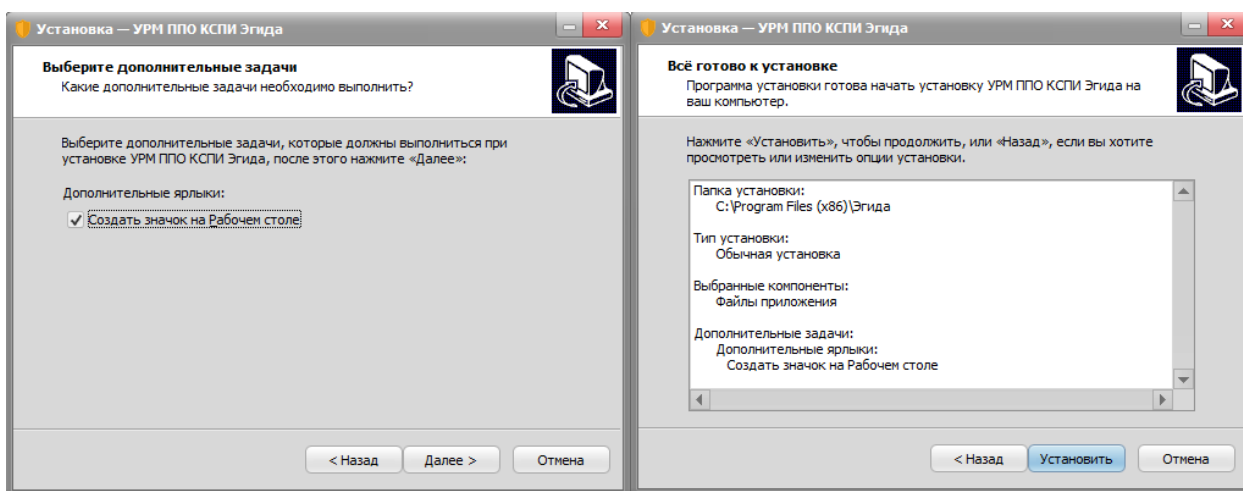 Установка — УРМ ППО КСПИ Эгида
Выберите дополнительные задачи
Какие дополнительные задачи необходимо выполнить?
Выберите дополнительные задачи, которые должны выполниться при
установке УРМ ППО КСПИ Эгида, после этого нажмите «Далее»:
Дополнительные ярлыки:
Создать значок на Рабочем столе
< Назад
Далее >
Отмена
Установка — УРМ ППО КСПИ Эгида
Всё готово к установке
Программа установки готова начать установку УРМ ППО КСПИ Эгида на
ваш компьютер.
Нажмите «Установить», чтобы продолжить, или «Назад», если вы хотите
просмотреть или изменить опции установки.
Папка установки:
C:\Program Files (x86)\Эгида
Тип установки:
Обычная установка
Выбранные компоненты:
Файлы приложения
Дополнительные задачи:
Дополнительные ярлыки:
Создать значок на Рабочем столе
< Назад
Установить
Отмена